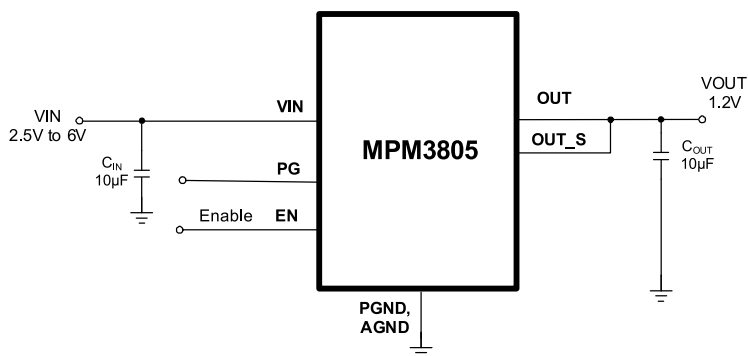 VIN
2.5V to 6V
VIN
CIN
10µF
PG
Enable
EN
MPM3805
OUT
OUT_S
VOUT
1.2V
COUT
10µF
PGND,
AGND